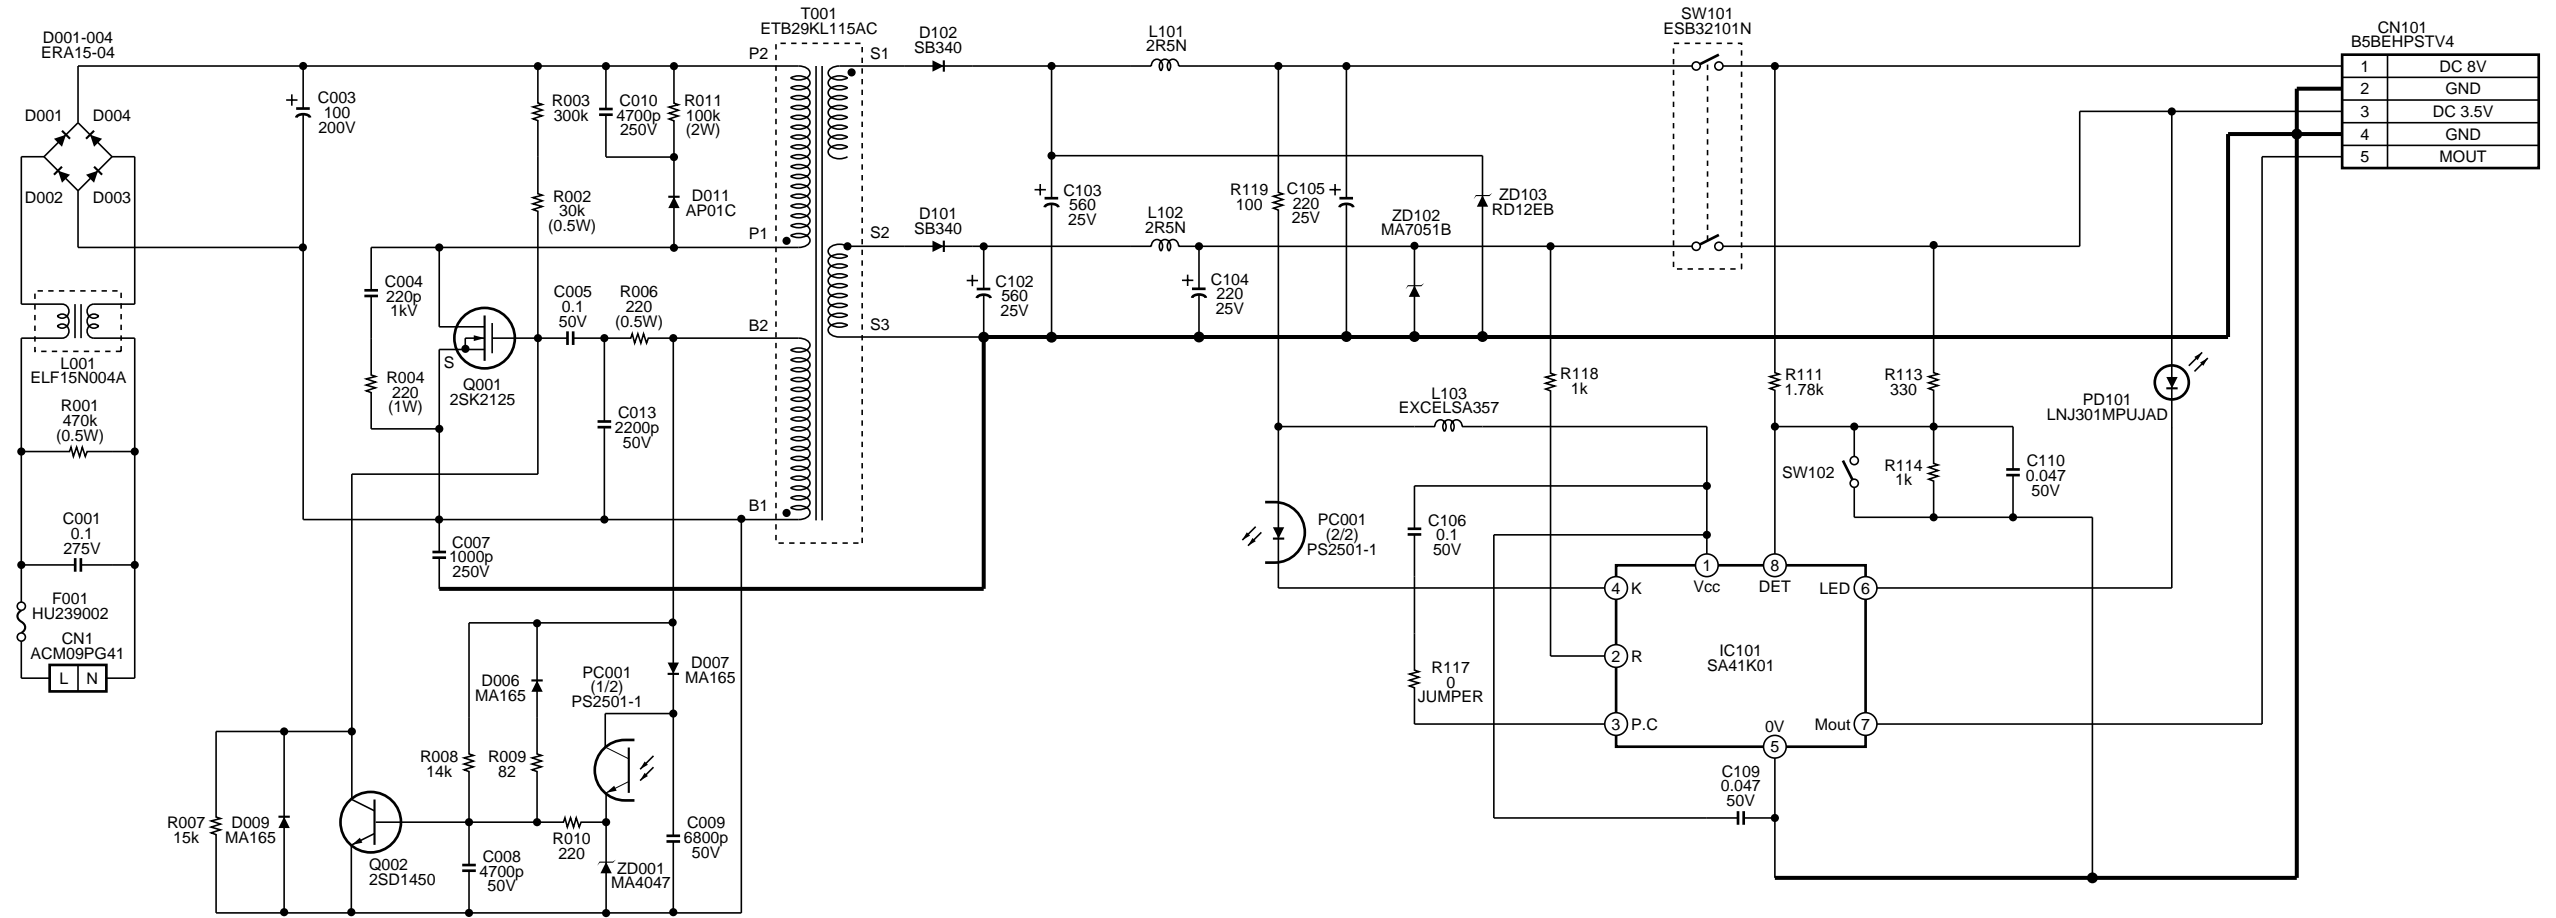 D001-004
ERA15-04
D001
D004
D002
D003
L001
ELF15N004A
R001
470k
(0.5W)
C001
0.1
275V
F001
HU239002
CN1
ACM09PG41
L
N
+
C003
100
200V
R003
300k
C010
4700p
250V
R011
100k
(2W)
R002
30k
(0.5W)
D011
AP01C
C004
220p
1kV
R004
220
(1W)
S
Q001
2SK2125
C005
0.1
50V
R006
220
(0.5W)
C013
2200p
50V
C007
1000p
250V
T001
ETB29KL115AC
P2
P1
B2
B1
S1
S2
S3
D006
MA165
PC001
(1/2)
PS2501-1
D007
MA165
R008
14k
R009
82
R007
15k
D009
MA165
Q002
2SD1450
C008
4700p
50V
R010
220
ZD001
MA4047
C009
6800p
50V
D102
SB340
D101
SB340
L101
2R5N
L102
2R5N
+
C103
560
25V
+
C102
560
25V
+
C104
220
25V
R119
100
C105
220
25V
+
ZD102
MA7051B
ZD103
RD12EB
SW101
ESB32101N
CN101
B5BEHPSTV4
1 DC 8V
2 GND
3 DC 3.5V
4 GND
5 MOUT
R118
1k
L103
EXCELSA357
R111
1.78k
R113
330
PD101
LNJ301MPUJAD
SW102
R114
1k
C110
0.047
50V
PC001
(2/2)
PS2501-1
C106
0.1
50V
R117
0
JUMPER
1
Vcc
8
DET
4 K
LED 6
2 R
IC101
SA41K01
3 P.C
Mout 7
0V
5
C109
0.047
50V